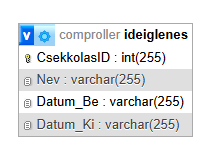 v comproller ideiglenes
CsekkolasID : int(255)
Nev : varchar(255)
Datum_Be : varchar(255)
Datum_Ki : varchar(255)